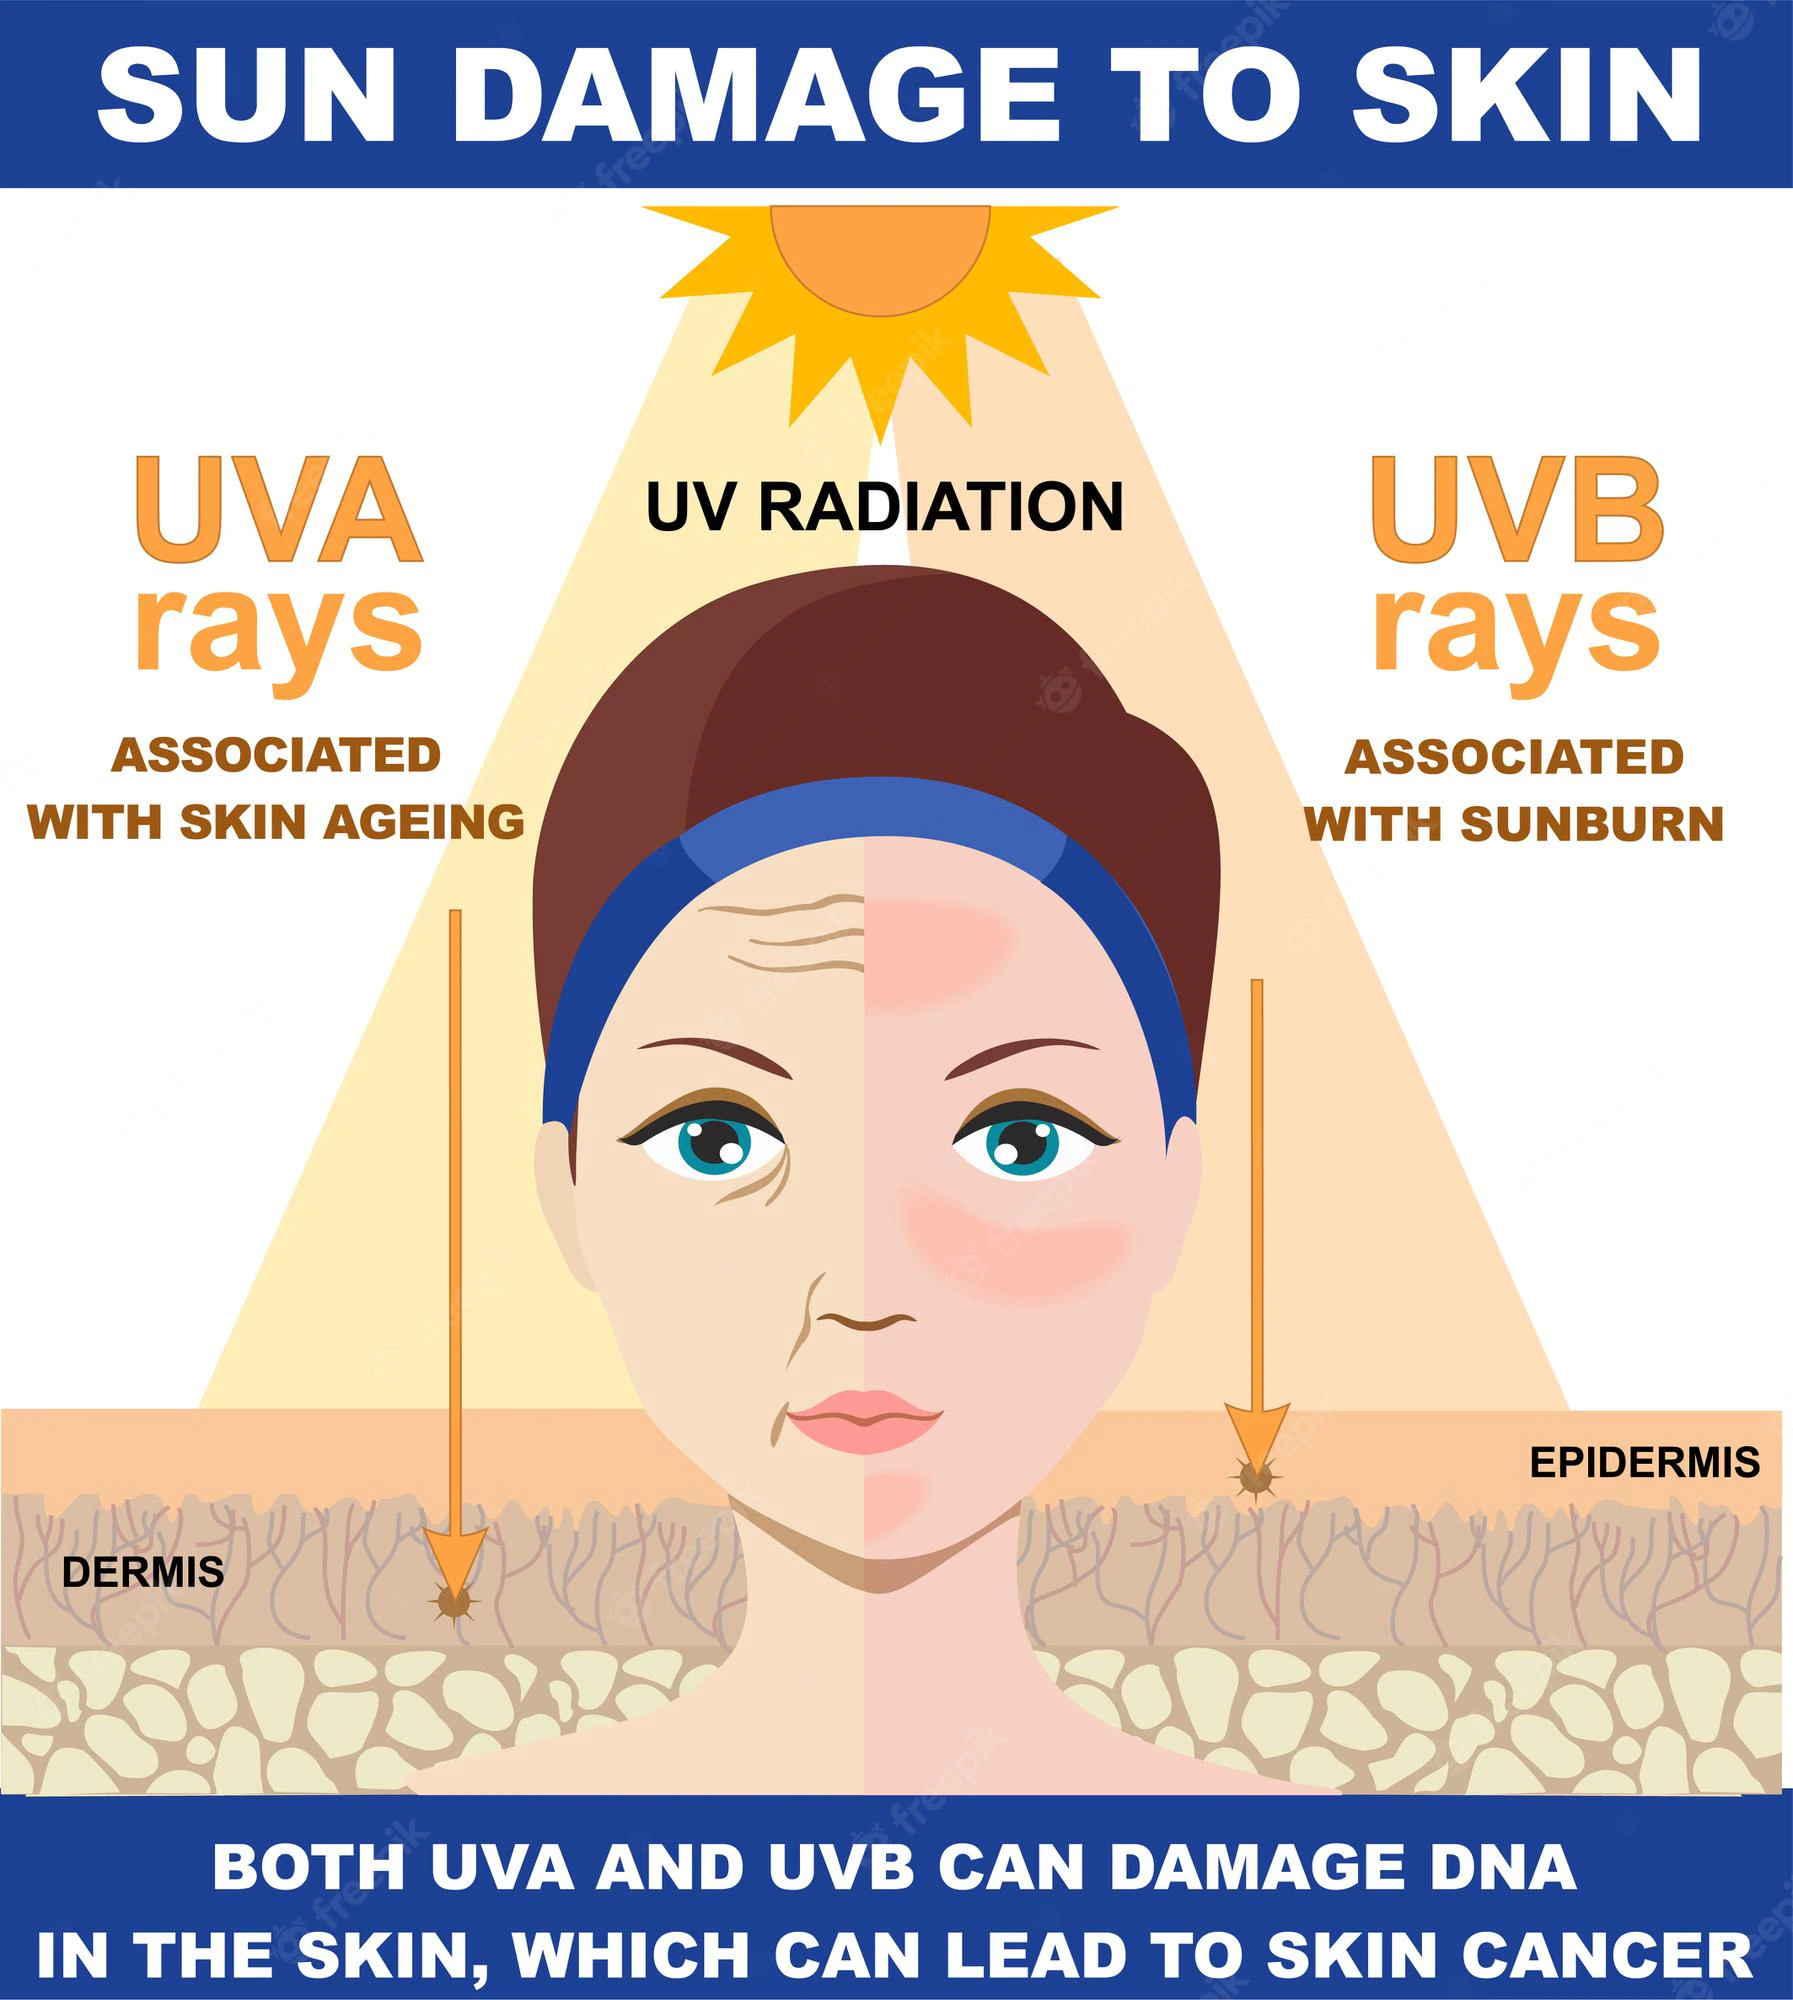 SUN DAMAGE TO SKIN
UV RADIATION
UVA
rays
ASSOCIATED
WITH SKIN AGEING
UVB
rays
ASSOCIATED
WITH SUNBURN
EPIDERMIS
DERMIS
BOTH UVA AND UVB CAN DAMAGE DNA
IN THE SKIN, WHICH CAN LEAD TO SKIN CANCER
freepik